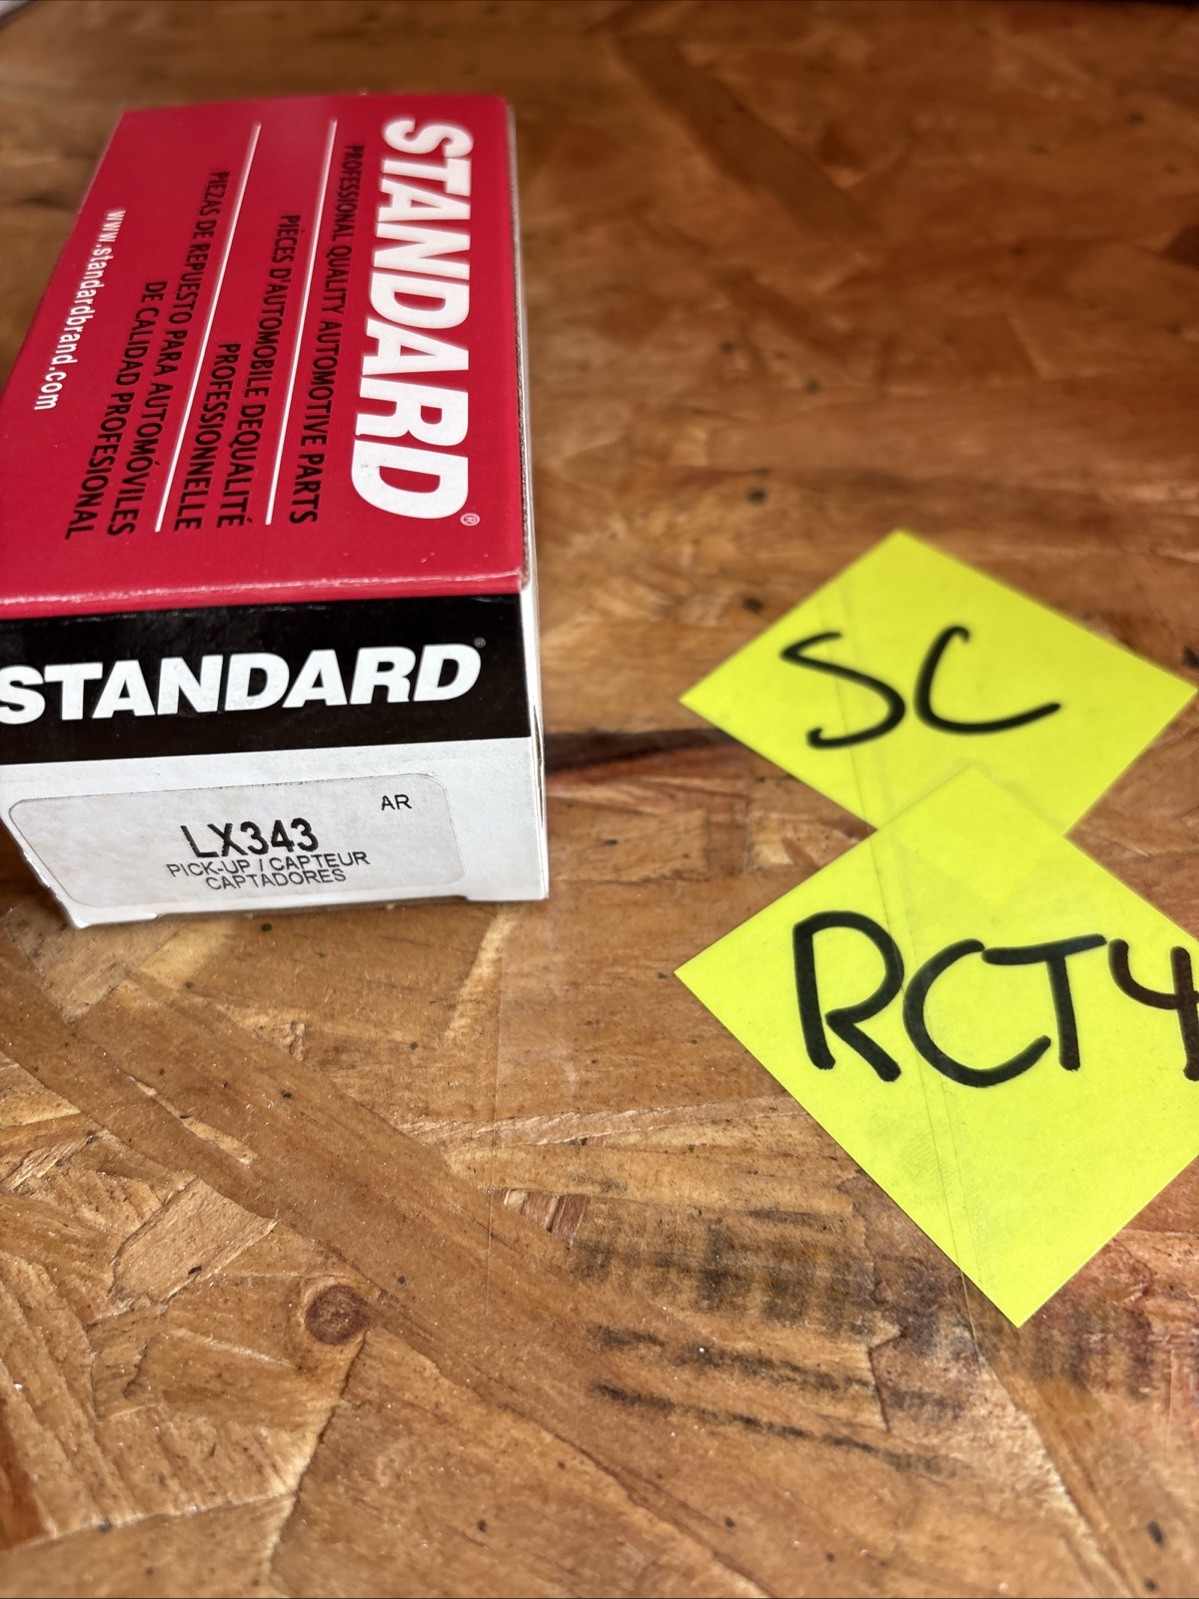 STANDARD®
PROFESSIONAL QUALITY AUTOMOTIVE PARTS
PIÈCES D'AUTOMOBILE DEQUALITÉ
PROFESSIONNELLE
PIEZAS DE REPUESTO PARA AUTOMÓVILES
DE CALIDAD PROFESIONAL
www.standardbrand.com
STANDARD®
AR
LX343
PICK-UP / CAPTEUR
CAPTADORES
SC
RCT4